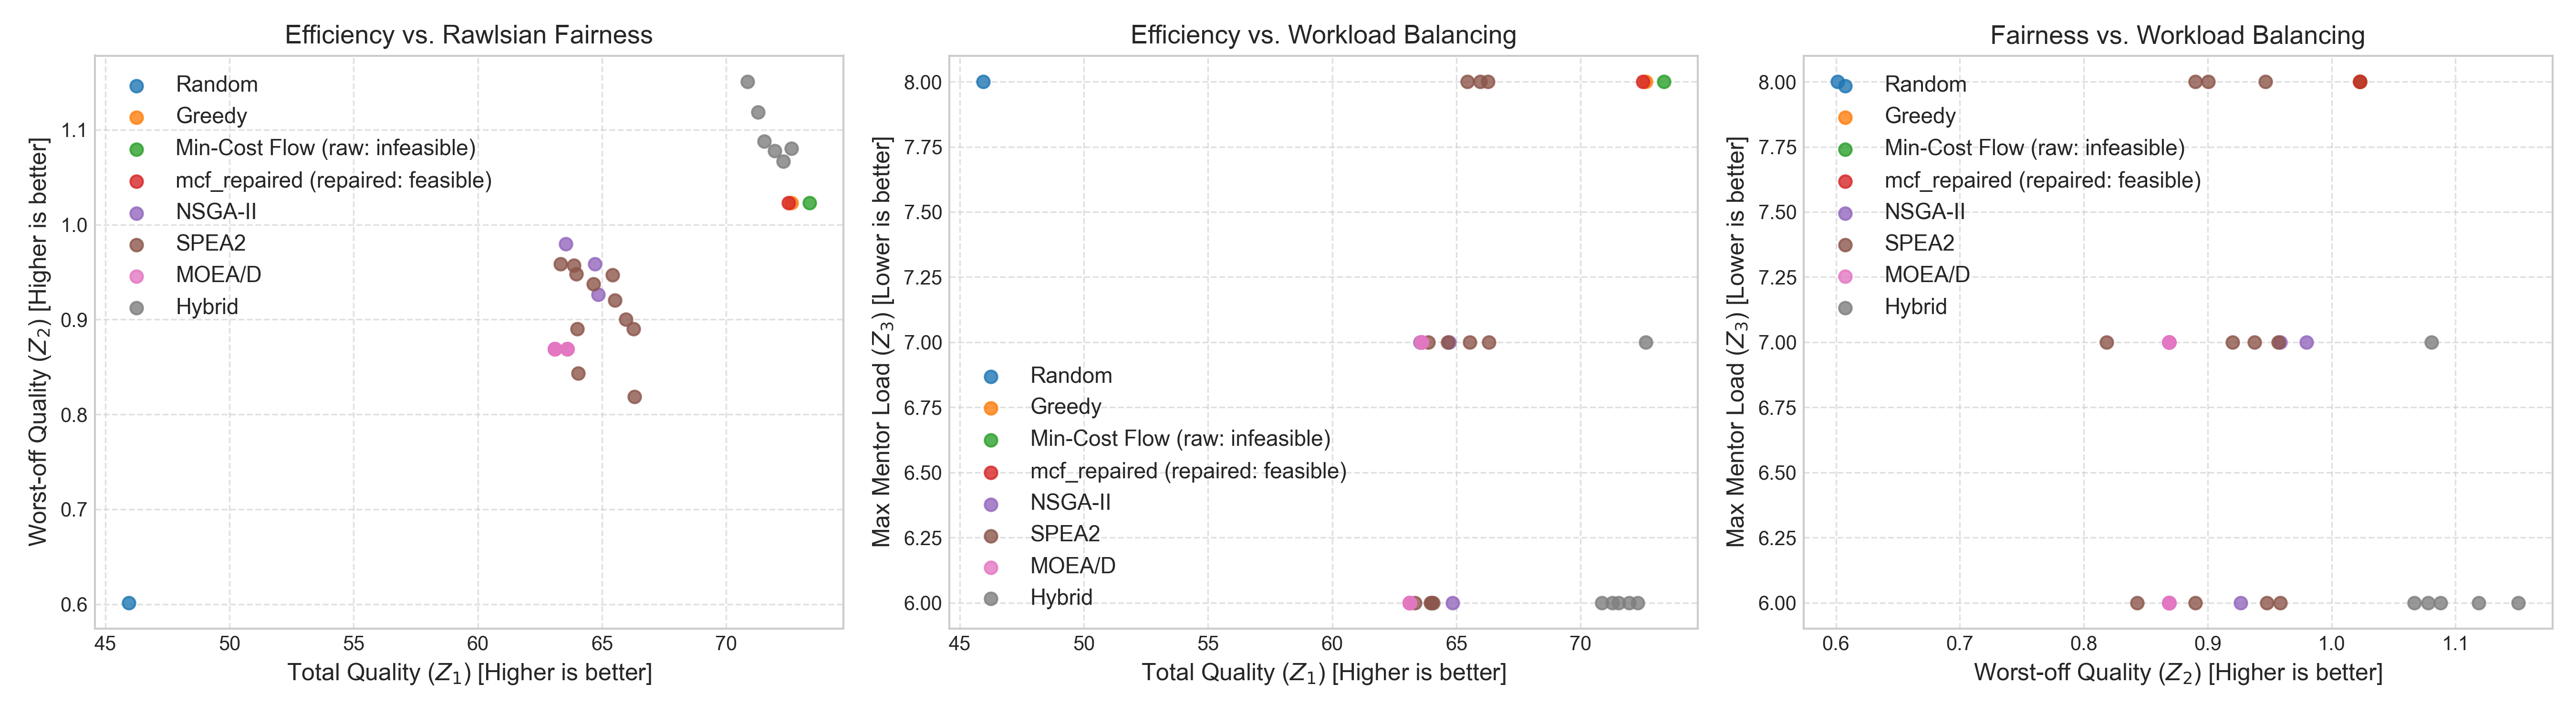 Efficiency vs. Rawlsian Fairness
Worst-off Quality (Z₂) [Higher is better]
1.1
1.0
0.9
0.8
0.7
0.6
Random
Greedy
Min-Cost Flow (raw: infeasible)
mcf_repaired (repaired: feasible)
NSGA-II
SPEA2
MOEA/D
Hybrid
45 50 55 60 65 70
Total Quality (Z₁) [Higher is better]
Efficiency vs. Workload Balancing
Max Mentor Load (Z₃) [Lower is better]
8.00
7.75
7.50
7.25
7.00
6.75
6.50
6.25
6.00
Random
Greedy
Min-Cost Flow (raw: infeasible)
mcf_repaired (repaired: feasible)
NSGA-II
SPEA2
MOEA/D
Hybrid
45 50 55 60 65 70
Total Quality (Z₁) [Higher is better]
Fairness vs. Workload Balancing
Max Mentor Load (Z₃) [Lower is better]
8.00
7.75
7.50
7.25
7.00
6.75
6.50
6.25
6.00
Random
Greedy
Min-Cost Flow (raw: infeasible)
mcf_repaired (repaired: feasible)
NSGA-II
SPEA2
MOEA/D
Hybrid
0.6 0.7 0.8 0.9 1.0 1.1
Worst-off Quality (Z₂) [Higher is better]